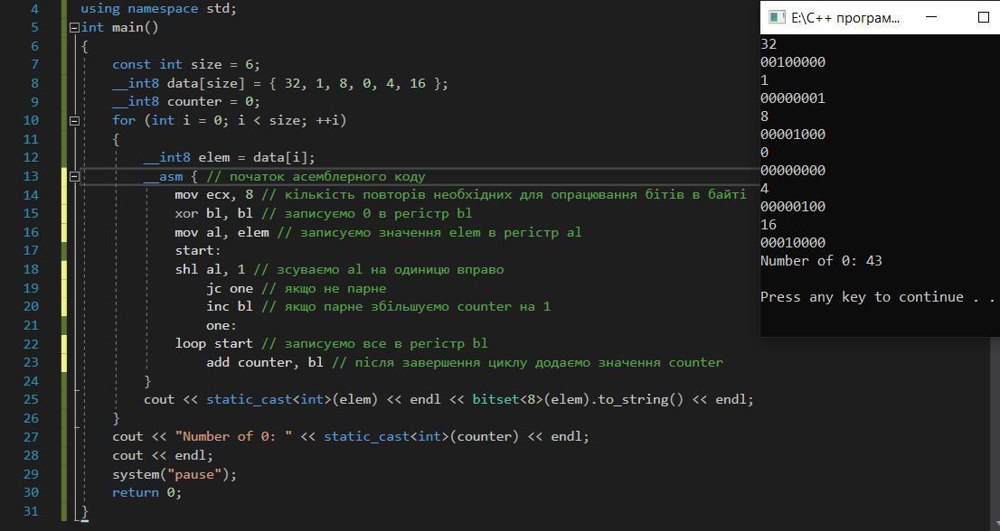 4 using namespace std;
5 int main()
6 {
7 const int size = 6;
8 __int8 data[size] = { 32, 1, 8, 0, 4, 16 };
9 __int8 counter = 0;
10 for (int i = 0; i < size; ++i)
11 {
12 __int8 elem = data[i];
13 __asm { // початок асемблерного коду
14 mov ecx, 8 // кількість повторів необхідних для опрацювання бітів в байті
15 xor bl, bl // записуємо 0 в регістр bl
16 mov al, elem // записуємо значення elem в регістр al
17 start:
18 shl al, 1 // зсуваємо al на одиницю вправо
19 jc one // якщо не парне
20 inc bl // якщо парне збільшуємо counter на 1
21 one:
22 loop start // записуємо все в регістр bl
23 add counter, bl // після завершення циклу додаємо значення counter
24 }
25 cout << static_cast<int>(elem) << endl << bitset<8>(elem).to_string() << endl;
26 }
27 cout << "Number of 0: " << static_cast<int>(counter) << endl;
28 cout << endl;
29 system("pause");
30 return 0;
31 }
E:\C++ програм...
32
00100000
1
00000001
8
00001000
0
00000000
4
00000100
16
00010000
Number of 0: 43
Press any key to continue . .